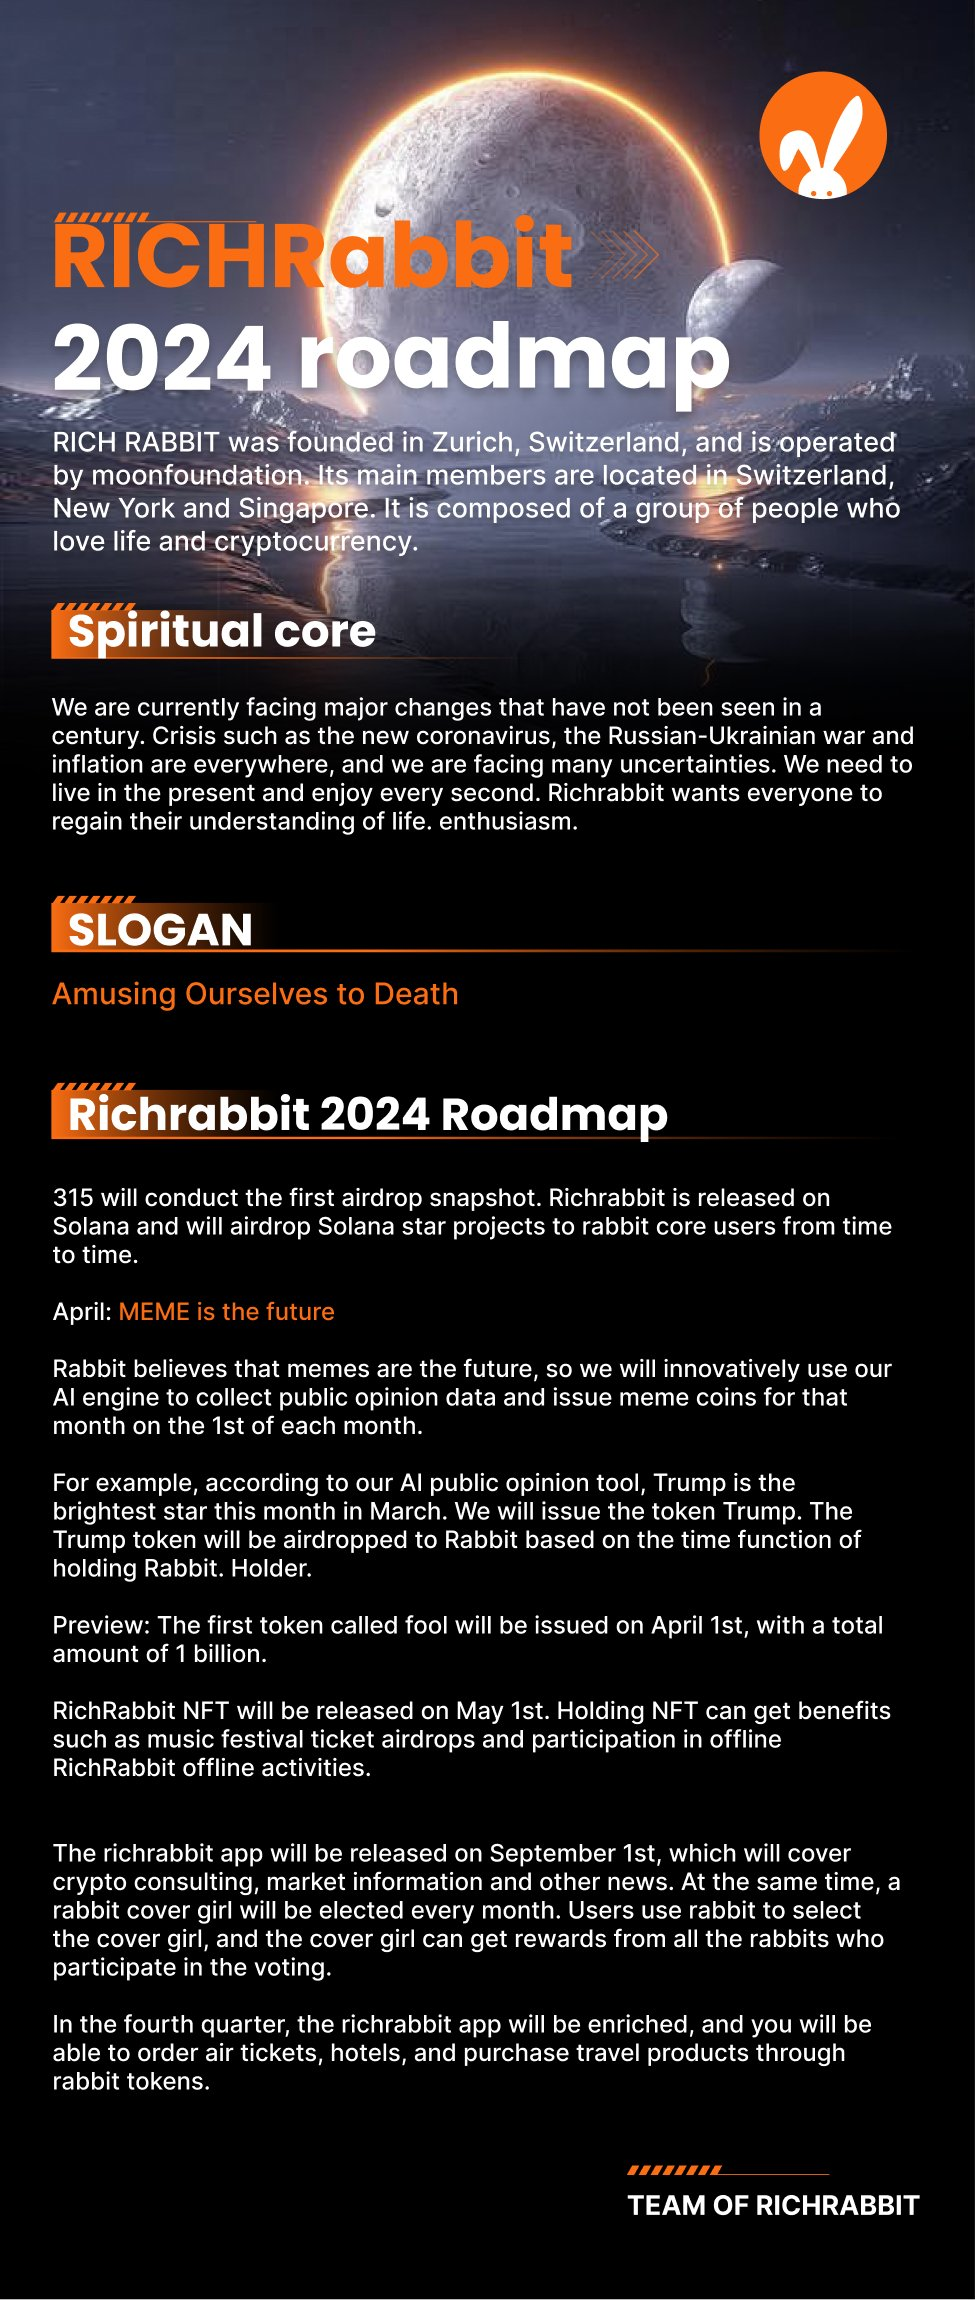 RICHRabbit
2024 roadmap
RICH RABBIT was founded in Zurich, Switzerland, and is operated
by moonfoundation. Its main members are located in Switzerland,
New York and Singapore. It is composed of a group of people who
love life and cryptocurrency.
Spiritual core
We are currently facing major changes that have not been seen in a
century. Crisis such as the new coronavirus, the Russian-Ukrainian war and
inflation are everywhere, and we are facing many uncertainties. We need to
live in the present and enjoy every second. Richrabbit wants everyone to
regain their understanding of life. enthusiasm.
SLOGAN
Amusing Ourselves to Death
Richrabbit 2024 Roadmap
315 will conduct the first airdrop snapshot. Richrabbit is released on
Solana and will airdrop Solana star projects to rabbit core users from time
to time.
April: MEME is the future
Rabbit believes that memes are the future, so we will innovatively use our
AI engine to collect public opinion data and issue meme coins for that
month on the 1st of each month.
For example, according to our AI public opinion tool, Trump is the
brightest star this month in March. We will issue the token Trump. The
Trump token will be airdropped to Rabbit based on the time function of
holding Rabbit. Holder.
Preview: The first token called fool will be issued on April 1st, with a total
amount of 1 billion.
RichRabbit NFT will be released on May 1st. Holding NFT can get benefits
such as music festival ticket airdrops and participation in offline
RichRabbit offline activities.
The richrabbit app will be released on September 1st, which will cover
crypto consulting, market information and other news. At the same time, a
rabbit cover girl will be elected every month. Users use rabbit to select
the cover girl, and the cover girl can get rewards from all the rabbits who
participate in the voting.
In the fourth quarter, the richrabbit app will be enriched, and you will be
able to order air tickets, hotels, and purchase travel products through
rabbit tokens.
TEAM OF RICHRABBIT